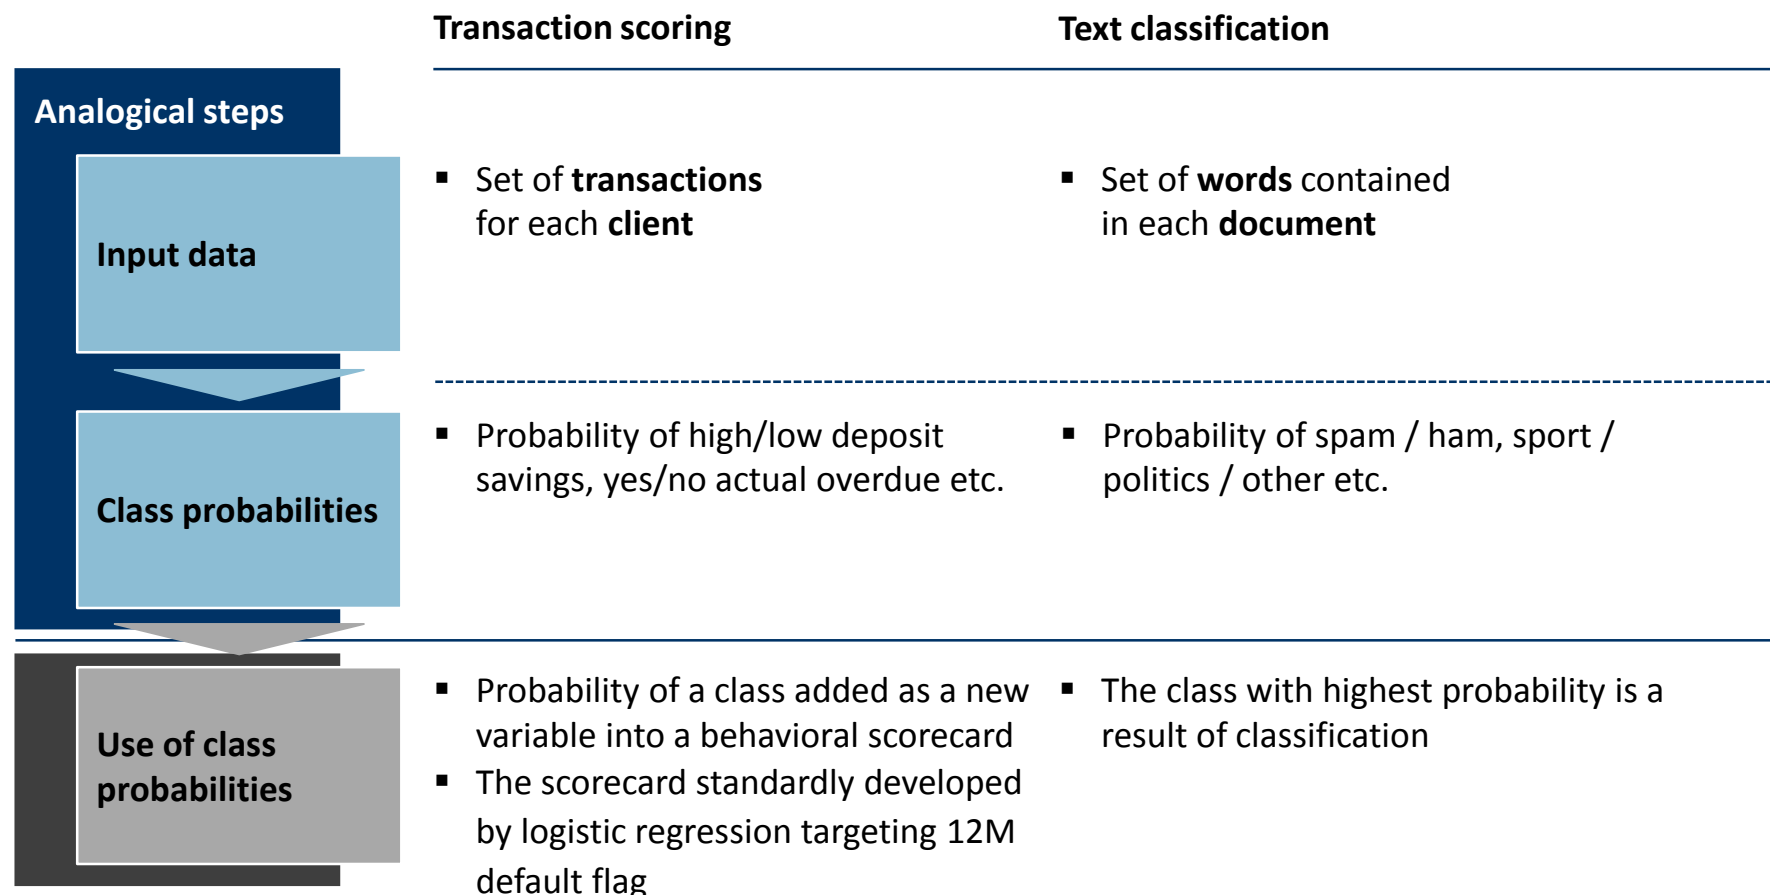 Transaction scoring
Text classification
Analogical steps
Input data
▪ Set of transactions
for each client
▪ Set of words contained
in each document
Class probabilities
▪ Probability of high/low deposit
savings, yes/no actual overdue etc.
▪ Probability of spam / ham, sport /
politics / other etc.
Use of class
probabilities
▪ Probability of a class added as a new
variable into a behavioral scorecard
▪ The scorecard standardly developed
by logistic regression targeting 12M
default flag
▪ The class with highest probability is a
result of classification